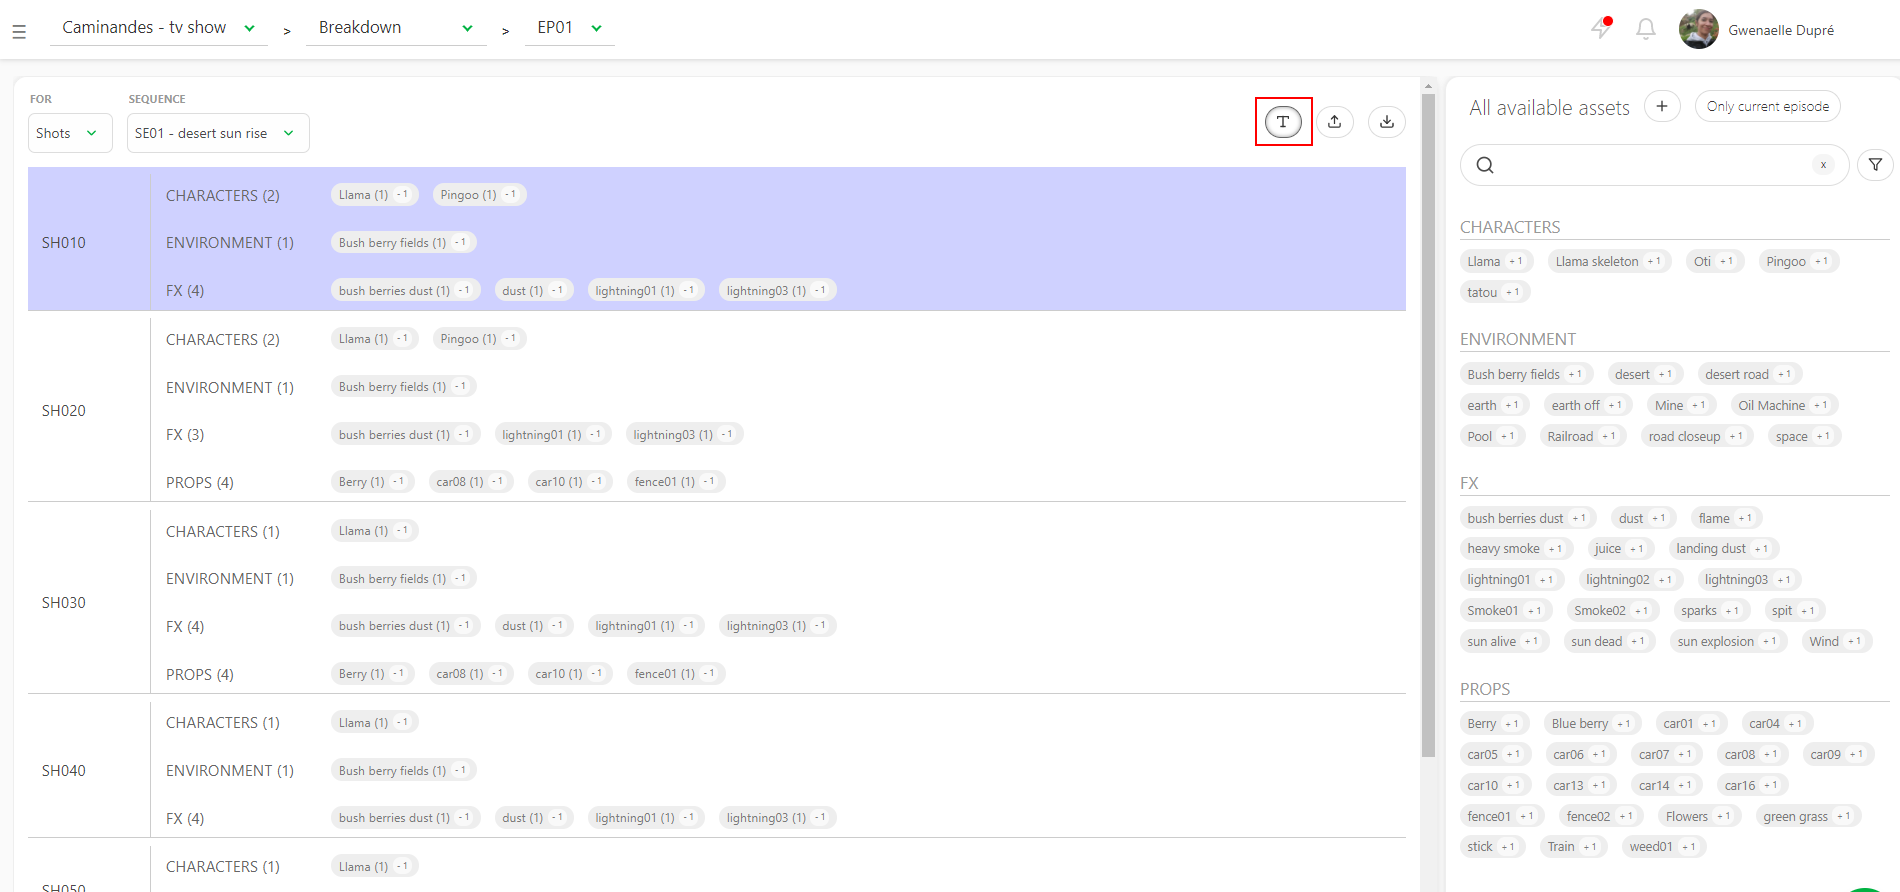 Caminandes - tv show > Breakdown > EP01 Gwenaelle Dupré
FOR SEQUENCE
Shots SE01 - desert sun rise T
SH010
CHARACTERS (2) Llama (1) - 1 Pingoo (1) - 1
ENVIRONMENT (1) Bush berry fields (1) - 1
FX (4) bush berries dust (1) - 1 dust (1) - 1 lightning01 (1) - 1 lightning03 (1) - 1
SH020
CHARACTERS (2) Llama (1) - 1 Pingoo (1) - 1
ENVIRONMENT (1) Bush berry fields (1) - 1
FX (3) bush berries dust (1) - 1 lightning01 (1) - 1 lightning03 (1) - 1
PROPS (4) Berry (1) - 1 car08 (1) - 1 car10 (1) - 1 fence01 (1) - 1
SH030
CHARACTERS (1) Llama (1) - 1
ENVIRONMENT (1) Bush berry fields (1) - 1
FX (4) bush berries dust (1) - 1 dust (1) - 1 lightning01 (1) - 1 lightning03 (1) - 1
PROPS (4) Berry (1) - 1 car08 (1) - 1 car10 (1) - 1 fence01 (1) - 1
SH040
CHARACTERS (1) Llama (1) - 1
ENVIRONMENT (1) Bush berry fields (1) - 1
FX (4) bush berries dust (1) - 1 dust (1) - 1 lightning01 (1) - 1 lightning03 (1) - 1
SH050
CHARACTERS (1) Llama (1) - 1
All available assets + Only current episode
x
CHARACTERS
Llama + 1 Llama skeleton + 1 Oti + 1 Pingoo + 1
tatou + 1
ENVIRONMENT
Bush berry fields + 1 desert + 1 desert road + 1
earth + 1 earth off + 1 Mine + 1 Oil Machine + 1
Pool + 1 Railroad + 1 road closeup + 1 space + 1
FX
bush berries dust + 1 dust + 1 flame + 1
heavy smoke + 1 juice + 1 landing dust + 1
lightning01 + 1 lightning02 + 1 lightning03 + 1
Smoke01 + 1 Smoke02 + 1 sparks + 1 spit + 1
sun alive + 1 sun dead + 1 sun explosion + 1 Wind + 1
PROPS
Berry + 1 Blue berry + 1 car01 + 1 car04 + 1
car05 + 1 car06 + 1 car07 + 1 car08 + 1 car09 + 1
car10 + 1 car13 + 1 car14 + 1 car16 + 1
fence01 + 1 fence02 + 1 Flowers + 1 green grass + 1
stick + 1 Train + 1 weed01 + 1